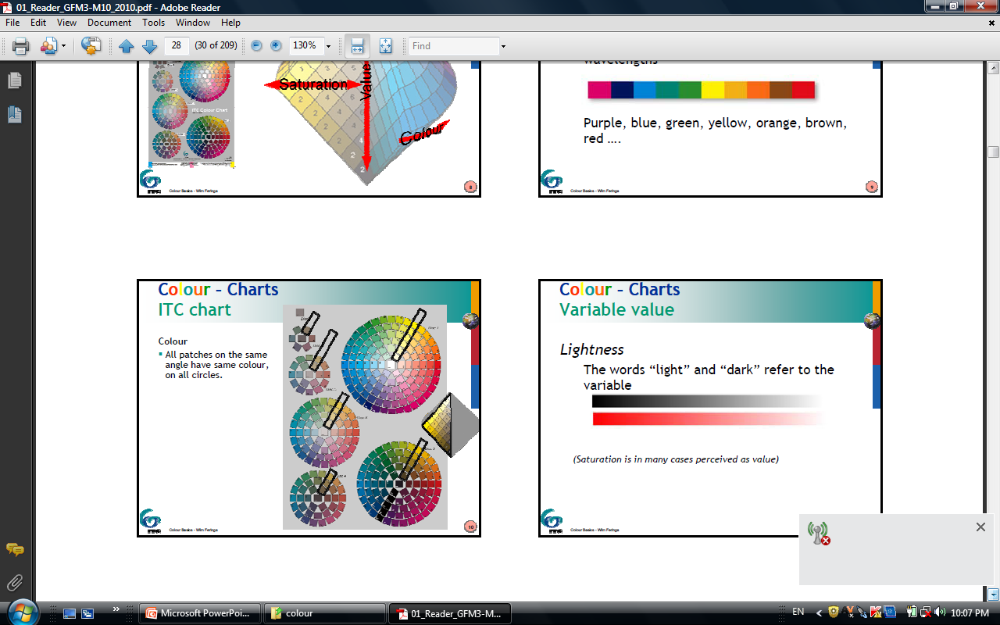 01_Reader_GFM3-M10_2010.pdf - Adobe Reader
File Edit View Document Tools Window Help
28 (30 of 209) 130% Find
Saturation
Value
Colour
ITC Colour Chart
Colour Basics - Wim Feringa
8
wavelengths
Purple, blue, green, yellow, orange, brown,
red ….
Colour Basics - Wim Feringa
9
Colour – Charts
ITC chart
Colour
All patches on the same
angle have same colour,
on all circles.
Colour Basics - Wim Feringa
10
Colour – Charts
Variable value
Lightness
The words “light” and “dark” refer to the
variable
(Saturation is in many cases perceived as value)
Colour Basics - Wim Feringa
Microsoft PowerPoi...
colour
01_Reader_GFM3-M...
EN
10:07 PM